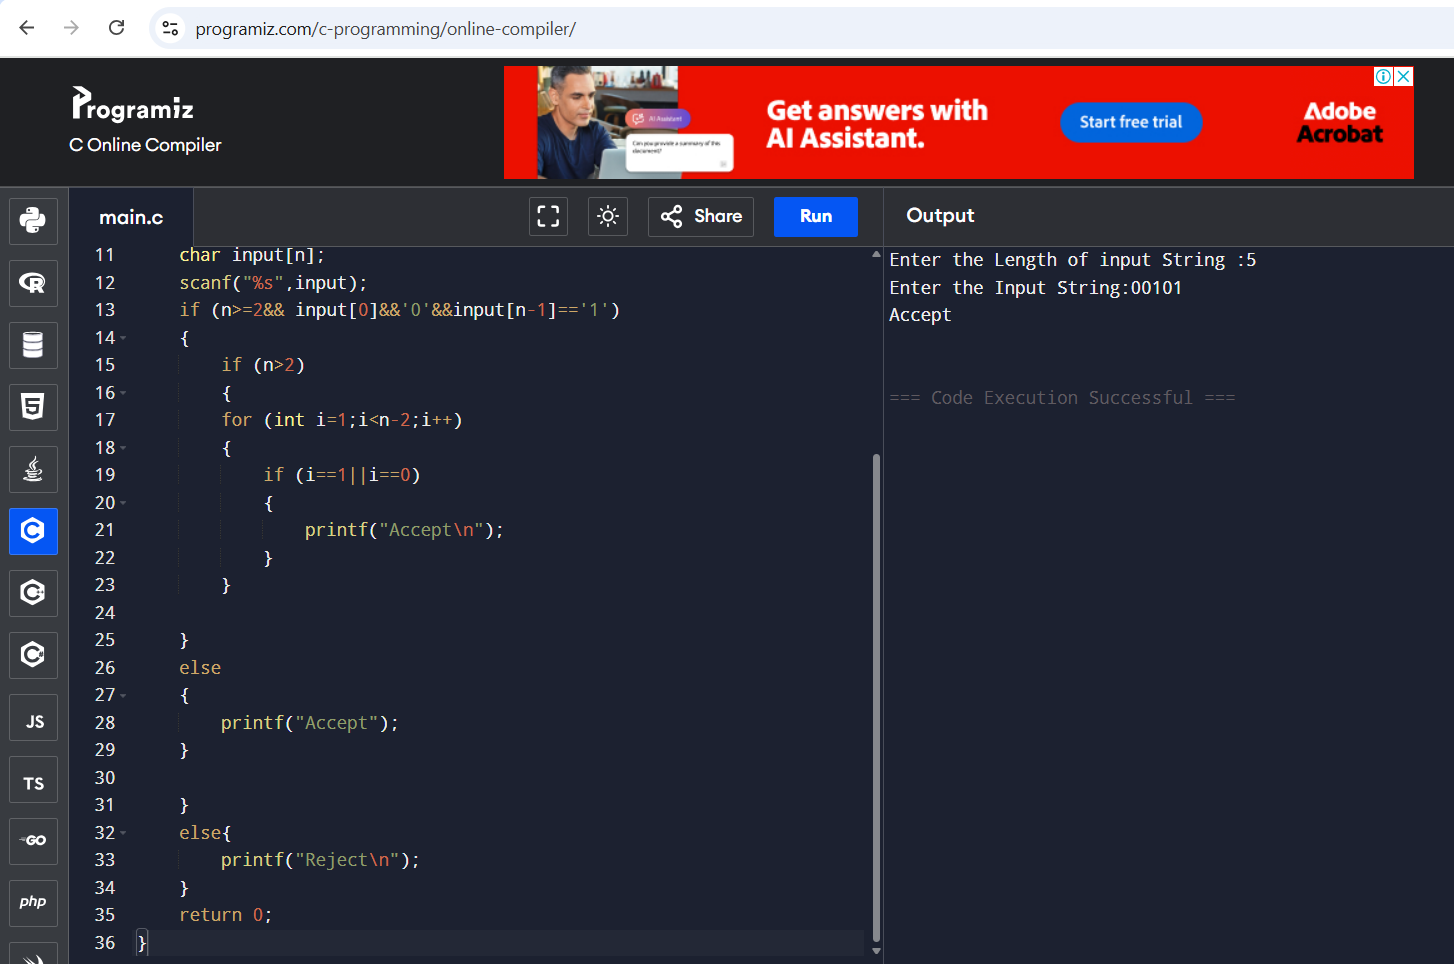 programiz.com/c-programming/online-compiler/
Programiz
C Online Compiler
AI Assistant
Can you provide a summary of this
document?
Get answers with
AI Assistant.
Start free trial
Adobe
Acrobat
main.c
Share
Run
Output
11 char input[n];
12 scanf("%s",input);
13 if (n>=2&& input[0]&&'0'&&input[n-1]=='1')
14 {
15 if (n>2)
16 {
17 for (int i=1;i<n-2;i++)
18 {
19 if (i==1||i==0)
20 {
21 printf("Accept\n");
22 }
23 }
24
25 }
26 else
27 {
28 printf("Accept");
29 }
30
31 }
32 else{
33 printf("Reject\n");
34 }
35 return 0;
36 }
Enter the Length of input String :5
Enter the Input String:00101
Accept
=== Code Execution Successful ===
JS
TS
GO
php